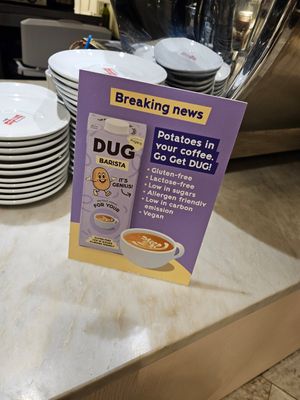 Breaking news
Potatoes in
your coffee.
Go Get DUG!
• Gluten-free
• Lactose-free
• Low in sugars
• Allergen friendly
• Low in carbon
emission
• Vegan
DUG
BARISTA
IT'S
GENIUS!
FOR YOUR